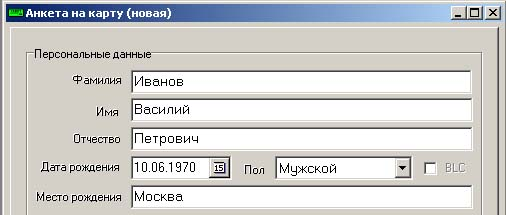 Анкета на карту (новая)
Персональные данные
Фамилия Иванов
Имя Василий
Отчество Петрович
Дата рождения 10.06.1970 15 Пол Мужской BLC
Место рождения Москва